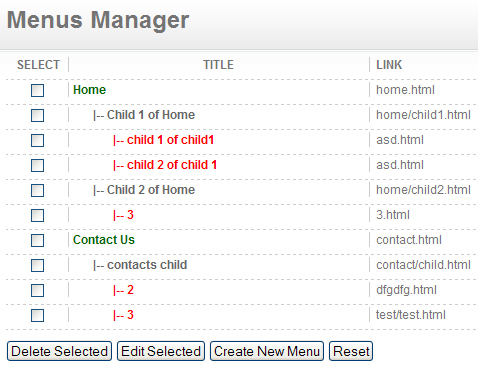 Menus Manager
SELECT TITLE LINK
Home home.html
|-- Child 1 of Home home/child1.html
|-- child 1 of child1 asd.html
|-- child 2 of child 1 asd.html
|-- Child 2 of Home home/child2.html
|-- 3 3.html
Contact Us contact.html
|-- contacts child contact/child.html
|-- 2 dfgdfg.html
|-- 3 test/test.html
Delete Selected Edit Selected Create New Menu Reset